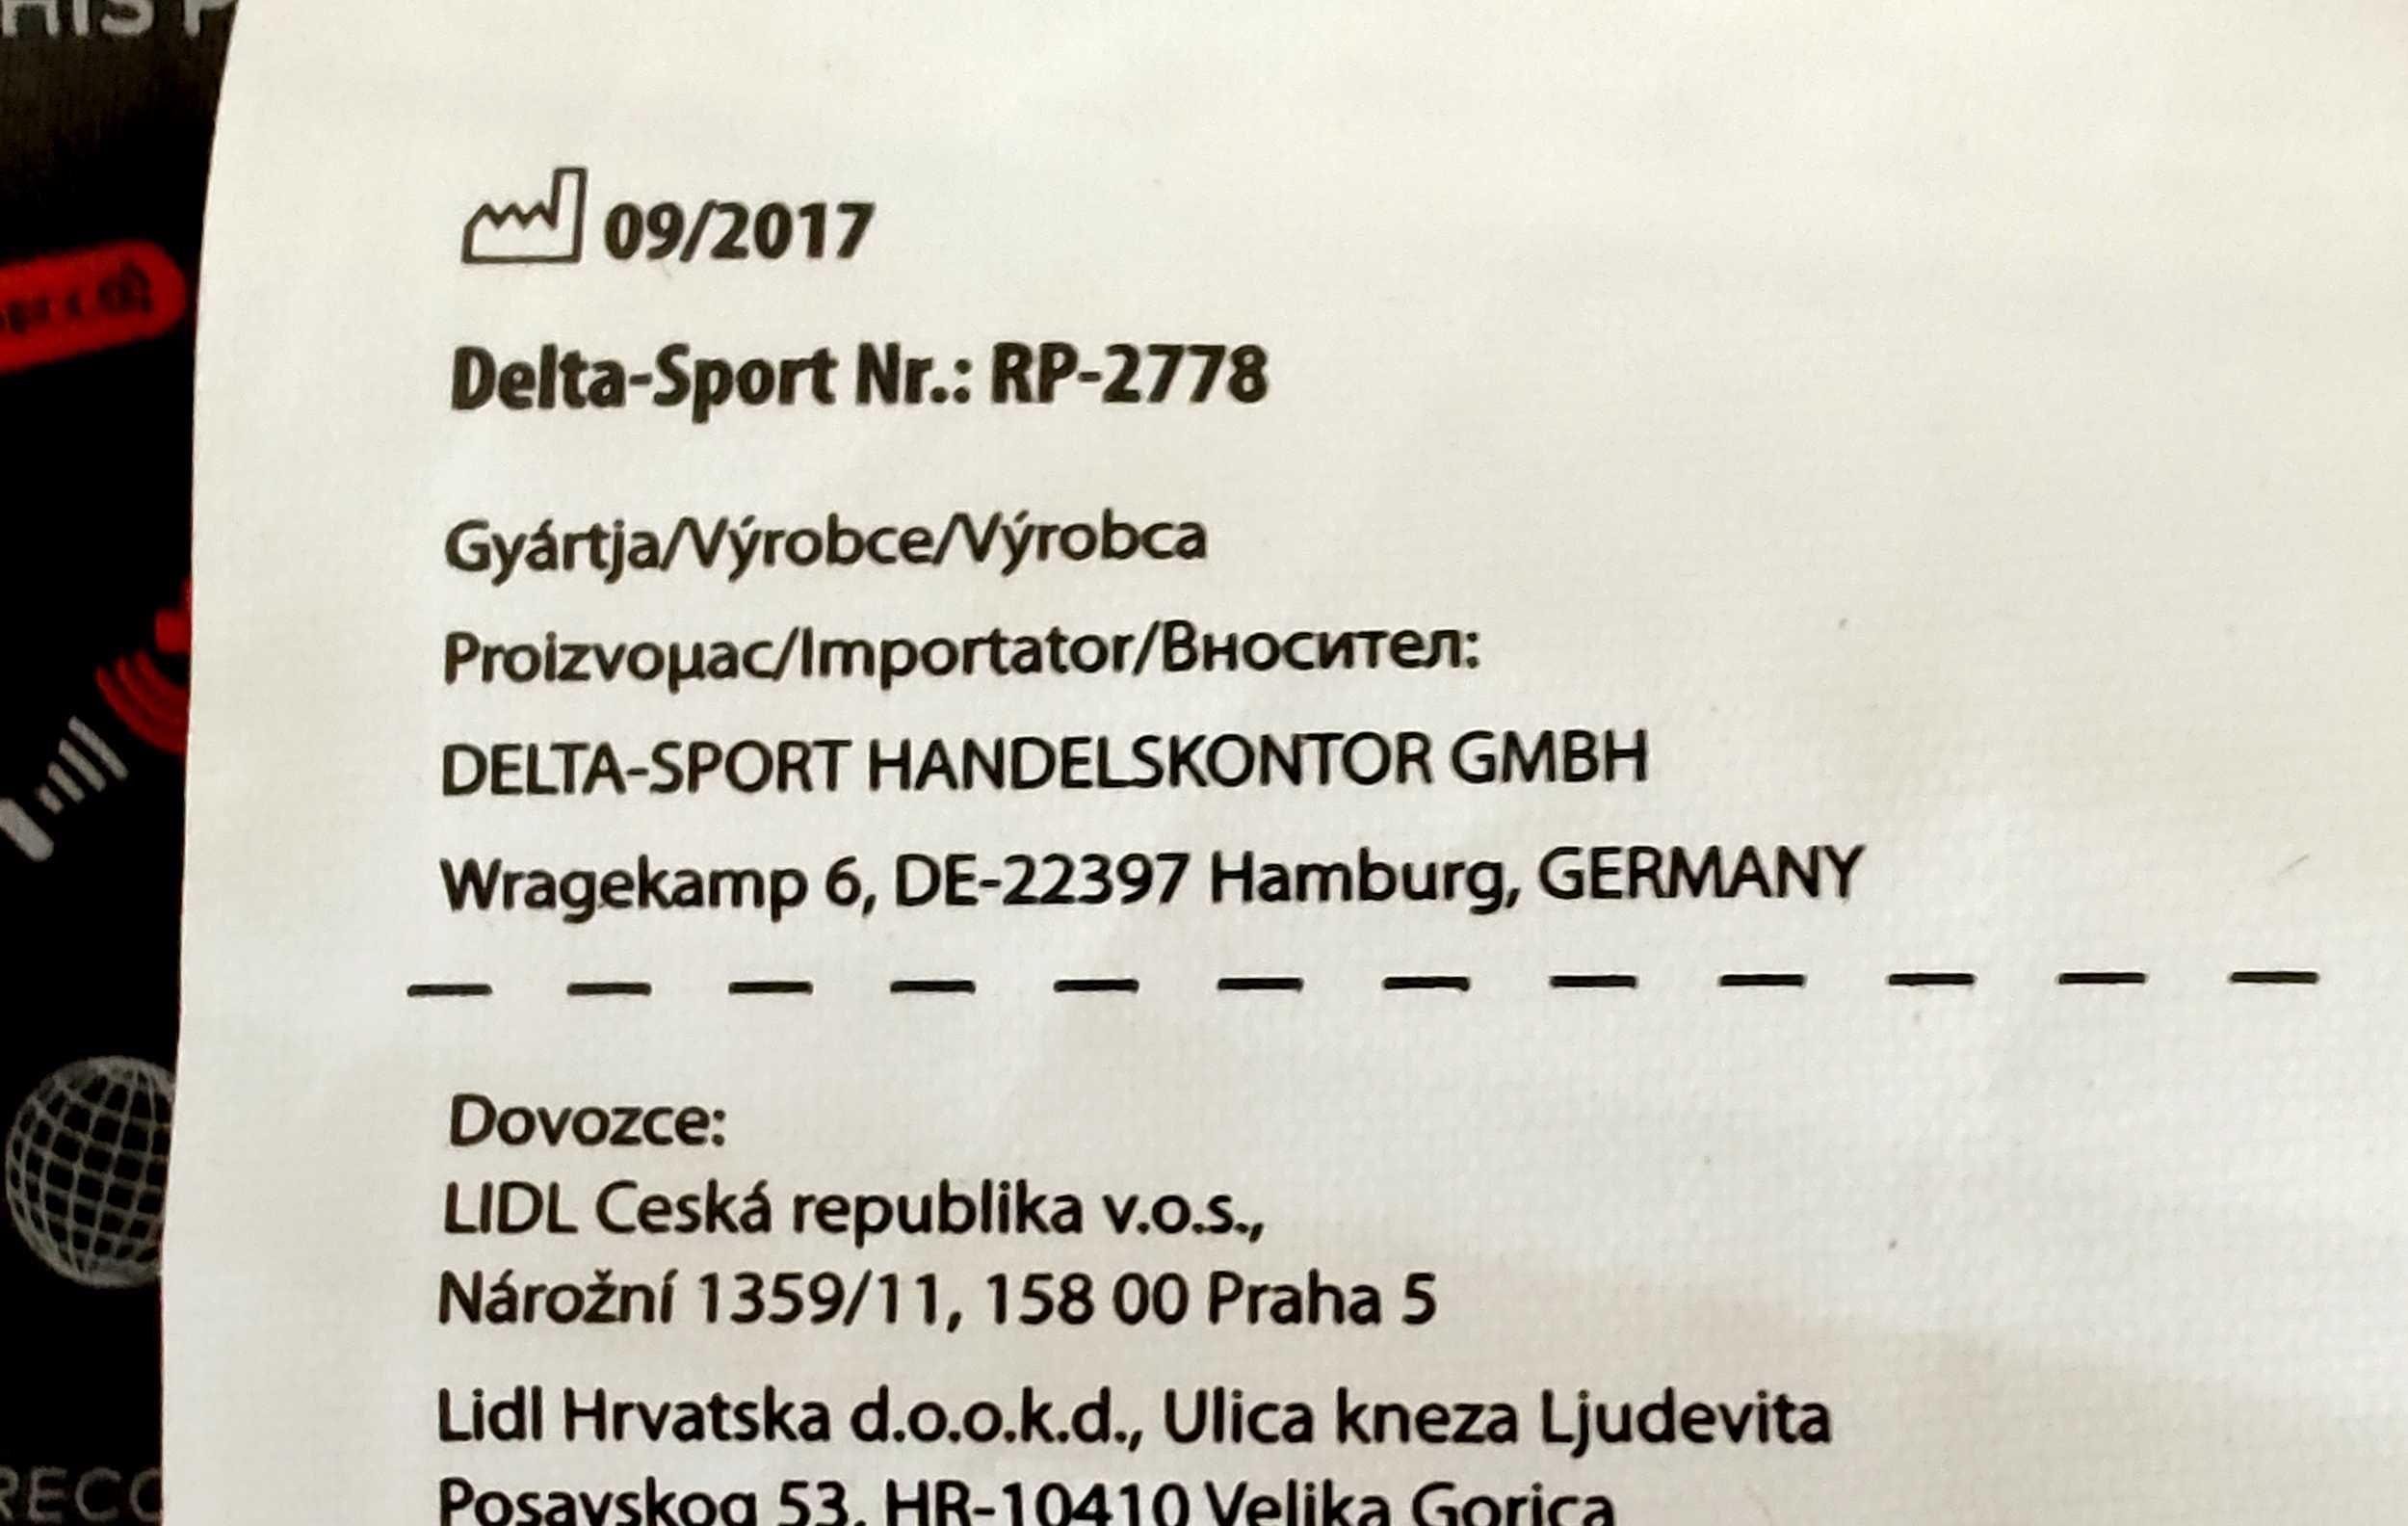 HIS P
09/2017
Delta-Sport Nr.: RP-2778
Gyártja/Výrobce/Výrobca
Proizvoµac/Importator/Вносител:
DELTA-SPORT HANDELSKONTOR GMBH
Wragekamp 6, DE-22397 Hamburg, GERMANY
Dovozce:
LIDL Ceská republika v.o.s.,
Nárožní 1359/11, 158 00 Praha 5
Lidl Hrvatska d.o.o.k.d., Ulica kneza Ljudevita
RECO
Posavskog 53, HR-10410 Velika Gorica